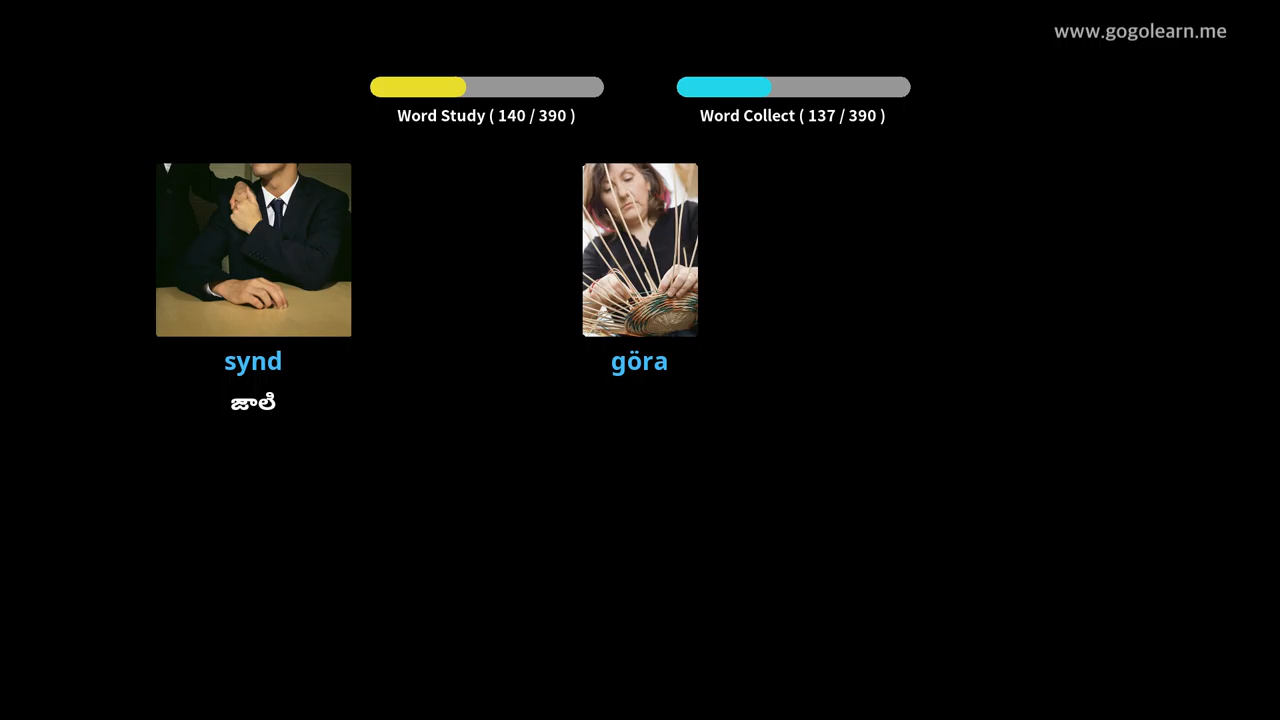 www.gogolearn.me
Word Study ( 140 / 390 )
Word Collect ( 137 / 390 )
synd
göra
జాలి